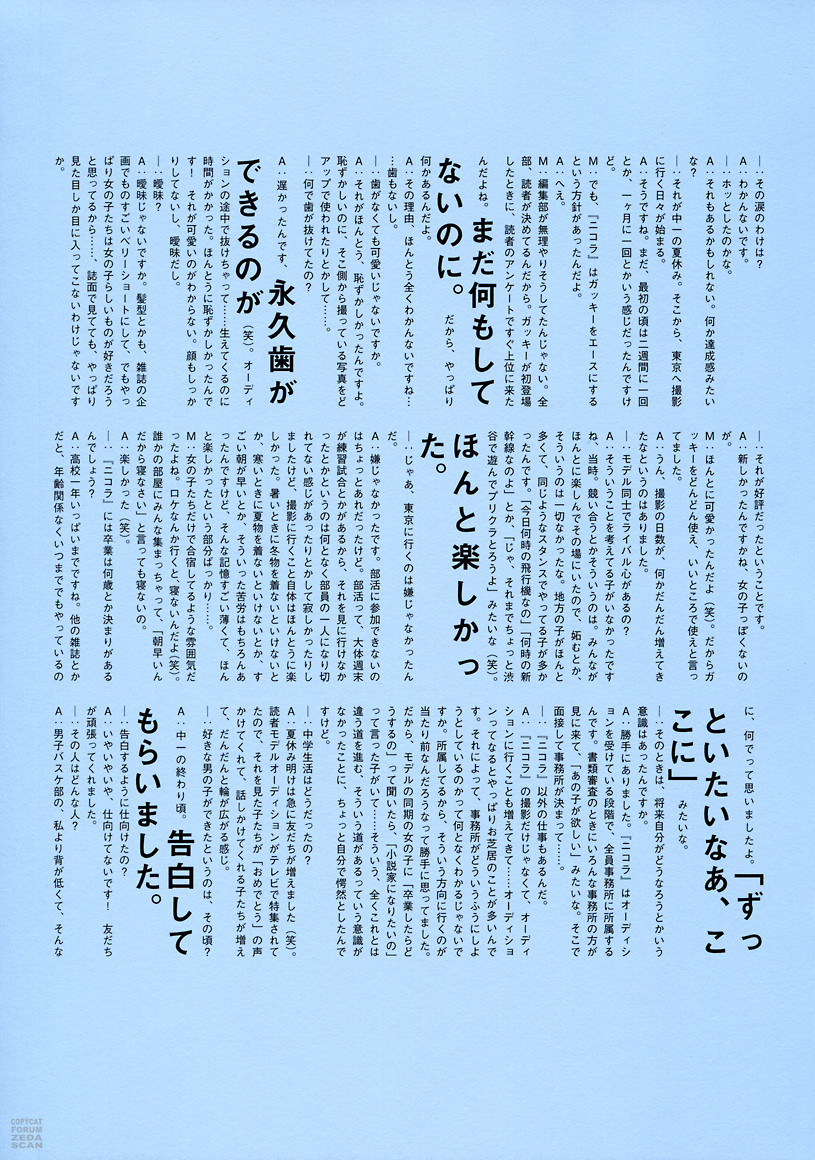 ―：その涙のわけは？
A：わかんないです。
―：ホッとしたのかな。
A：それもあるかもしれない。何か達成感みたい
な？
―：それが中一の夏休み。そこから、東京へ撮影
に行く日々が始まる。
A：そうですね。まだ、最初の頃は二週間に一回
とか、一ヶ月に一回とかいう感じだったんですけ
ど。
M：でも、『ニコラ』はガッキーをエースにする
という方針があったんだよ。
A：へえ。
M：編集部が無理やりそうしてたんじゃない。全
部、読者が決めてるんだから。ガッキーが初登場
したときに、読者のアンケートですぐ上位に来た
んだよね。
まだ何もして
ないのに。
だから、やっぱり
何かあるんだよ。
A：その理由、ほんとう全くわかんないですね…
…歯もないし。
―：歯がなくても可愛いじゃないですか。
A：それがほんとう、恥ずかしかったんですよ。
恥ずかしいのに、そこ側から撮っている写真をど
アップで使われたりとかして……。
―：何で歯が抜けてたの？
A：遅かったんです、
永久歯が
できるのが
（笑）。オーディ
ションの途中で抜けちゃって……生えてくるのに
時間がかかった。ほんとうに恥ずかしかったんで
す！　それが可愛いのがわからない。顔もしっか
りしてないし、曖昧だし。
―：曖昧？
A：曖昧じゃないですか。髪型とかも、雑誌の企
画でものすごいベリーショートにして、でもやっ
ぱり女の子たちは女の子らしいものが好きだろう
と思ってるから……、誌面で見てても、やっぱり
見た目しか目に入ってこないわけじゃないです
か。
―：それが好評だったということです。
A：新しかったんですかね、女の子っぽくないの
が。
M：ほんとに可愛かったんだよ（笑）。だからガ
ッキーをどんどん使え、いいところで使えと言っ
てました。
A：うん、撮影の日数が、何かだんだん増えてき
たなというのはありました。
―：モデル同士でライバル心があるの？
A：そういうことを考えてる子がいなかったです
ね、当時。競い合うとかそういうのは。みんなが
ほんとに楽しんでその場にいたので、妬むとか、
そういうのは一切なかったな。地方の子がほんと
多くて、同じようなスタンスでやってる子が多か
ったんです。「今日何時の飛行機なの」「何時の新
幹線なのよ」とか、「じゃ、それまでちょっと渋
谷で遊んでプリクラとろうよ」みたいな（笑）。
ほんと楽しかっ
た。
―：じゃあ、東京に行くのは嫌じゃなかったん
だ。
A：嫌じゃなかったです。部活に参加できないの
はちょっとあれだったけど。部活って、大体週末
が練習試合とかがあるから、それを見に行けなか
ったとかというのは何となく部員の一人になり切
れてない感じがあったりとかして寂しかったりし
ましたけど、撮影に行くこと自体はほんとうに楽
しかった。暑いときに冬物を着ないといけないと
か、寒いときに夏物を着ないといけないとか、す
ごい朝が早いとか、そういった苦労はもちろんあ
ったんですけど、そんな記憶すごい薄くて、ほん
と楽しかったという部分ばっかり……。
M：女の子たちだけで合宿してるような雰囲気だ
ったよね。ロケなんか行くと、寝ないんだよ（笑）。
誰かの部屋にみんな集まっちゃって、「朝早いん
だから寝なさい」と言っても寝ないの。
A：楽しかった（笑）。
―：『ニコラ』には卒業は何歳とか決まりがある
んでしょう？
A：高校一年いっぱいまでですね。他の雑誌とか
だと、年齢関係なくいつまででもやっているの
に、何でって思いましたよ。
「ずっ
といたいなあ、こ
こに」
みたいな。
―：そのときは、将来自分がどうなろうとかいう
意識はあったんですか。
A：勝手にありました。『ニコラ』はオーディシ
ョンを受けている段階で、全員事務所に所属する
んです。書類審査のときにいろんな事務所の方が
見に来て、「あの子が欲しい」みたいな。そこで
面接して事務所が決まって……。
―：『ニコラ』以外の仕事もあるんだ。
A：『ニコラ』の撮影だけじゃなくて、オーディ
ションに行くことも増えてきて……オーディショ
ンってなるとやっぱりお芝居のことが多いんで
す。それによって、事務所がどういうふうにしよ
うとしているのかって何となくわかるじゃないで
すか。所属してるから、そういう方向に行くのが
当たり前なんだろうなって勝手に思ってました。
だから、モデルの同期の女の子に「卒業したらど
うするの」って聞いたら、「小説家になりたいの」
って言った子がいて……そういう、全くこれとは
違う道を進む、そういう道があるっていう意識が
なかったことに、ちょっと自分で愕然としたんで
すけど。
―：中学生活はどうだったの？
A：夏休み明けは急に友だちが増えました（笑）。
読者モデルオーディションがテレビで特集されて
たので、それを見た子たちが「おめでとう」の声
かけてくれて、話しかけてくれる子たちが増え
て、だんだんと輪が広がる感じ。
―：好きな男の子ができたというのは、その頃？
A：中一の終わり頃。
告白して
もらいました。
―：告白するように仕向けたの？
A：いやいやいや、仕向けてないです！　友だち
が頑張ってくれました。
―：その人はどんな人？
A：男子バスケ部の、私より背が低くて、そんな
COPYCAT
FORUM
ZEDA
SCAN